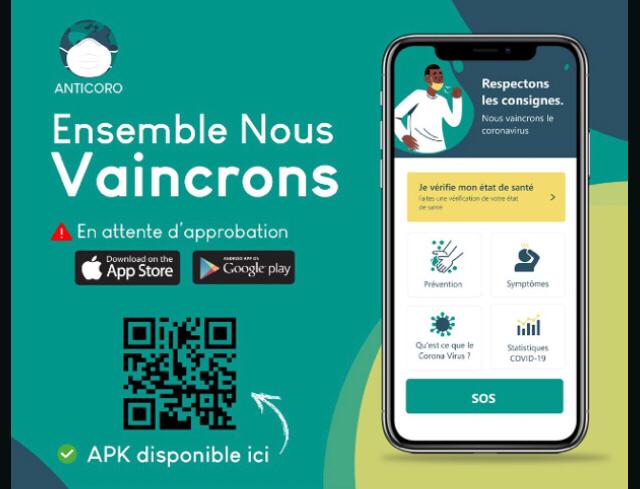 ANTICORO
Ensemble Nous
Vaincrons
En attente d'approbation
Download on the
App Store
ANDROID APP ON
Google play
APK disponible ici
Respectons
les consignes.
Nous vaincrons le
coronavirus
Je vérifie mon état de santé
Faites une vérification de votre état
de santé
Prévention
Symptômes
Qu'est ce que le
Corona Virus ?
Statistiques
COVID-19
SOS